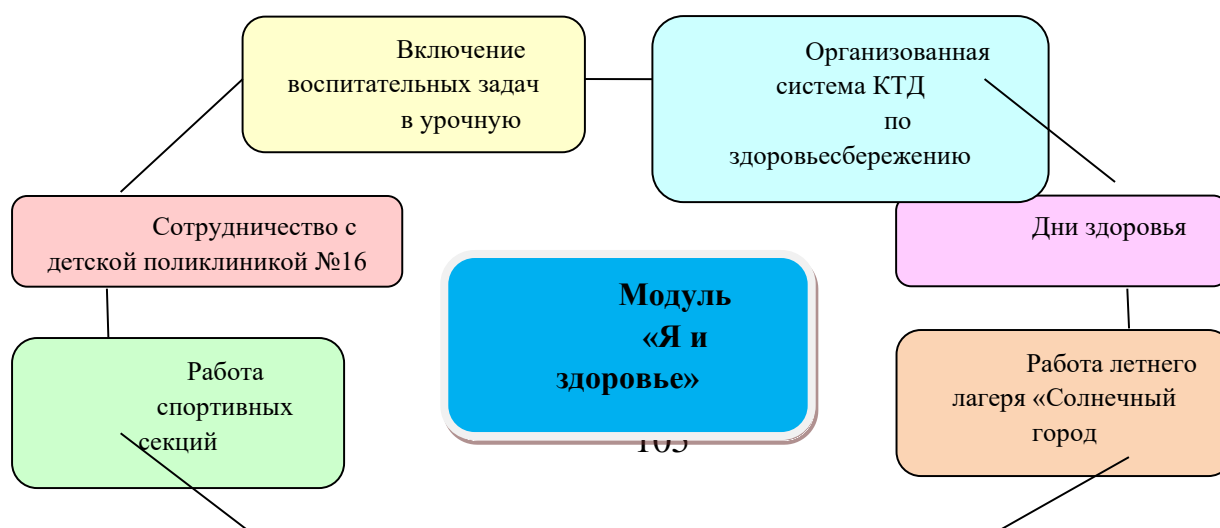 Включение
воспитательных задач
в урочную
Организованная
система КТД
по
здоровьесбережению
Сотрудничество с
детской поликлиникой №16
Дни здоровья
Модуль
«Я и
здоровье»
Работа
спортивных
секций
Работа летнего
лагеря «Солнечный
город
105